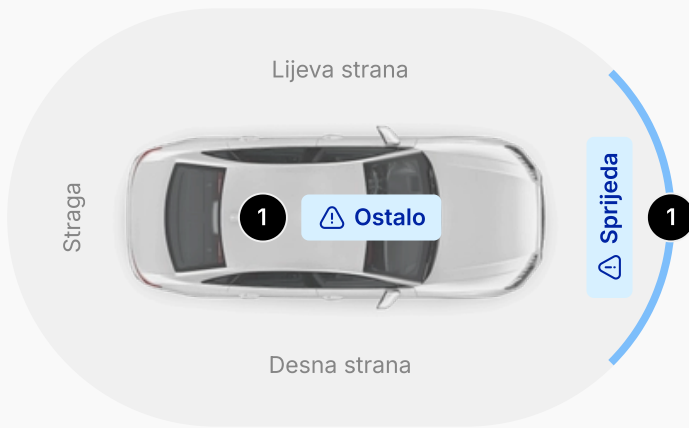 Lijeva strana
Straga
1
Ostalo
Sprijeda
1
Desna strana